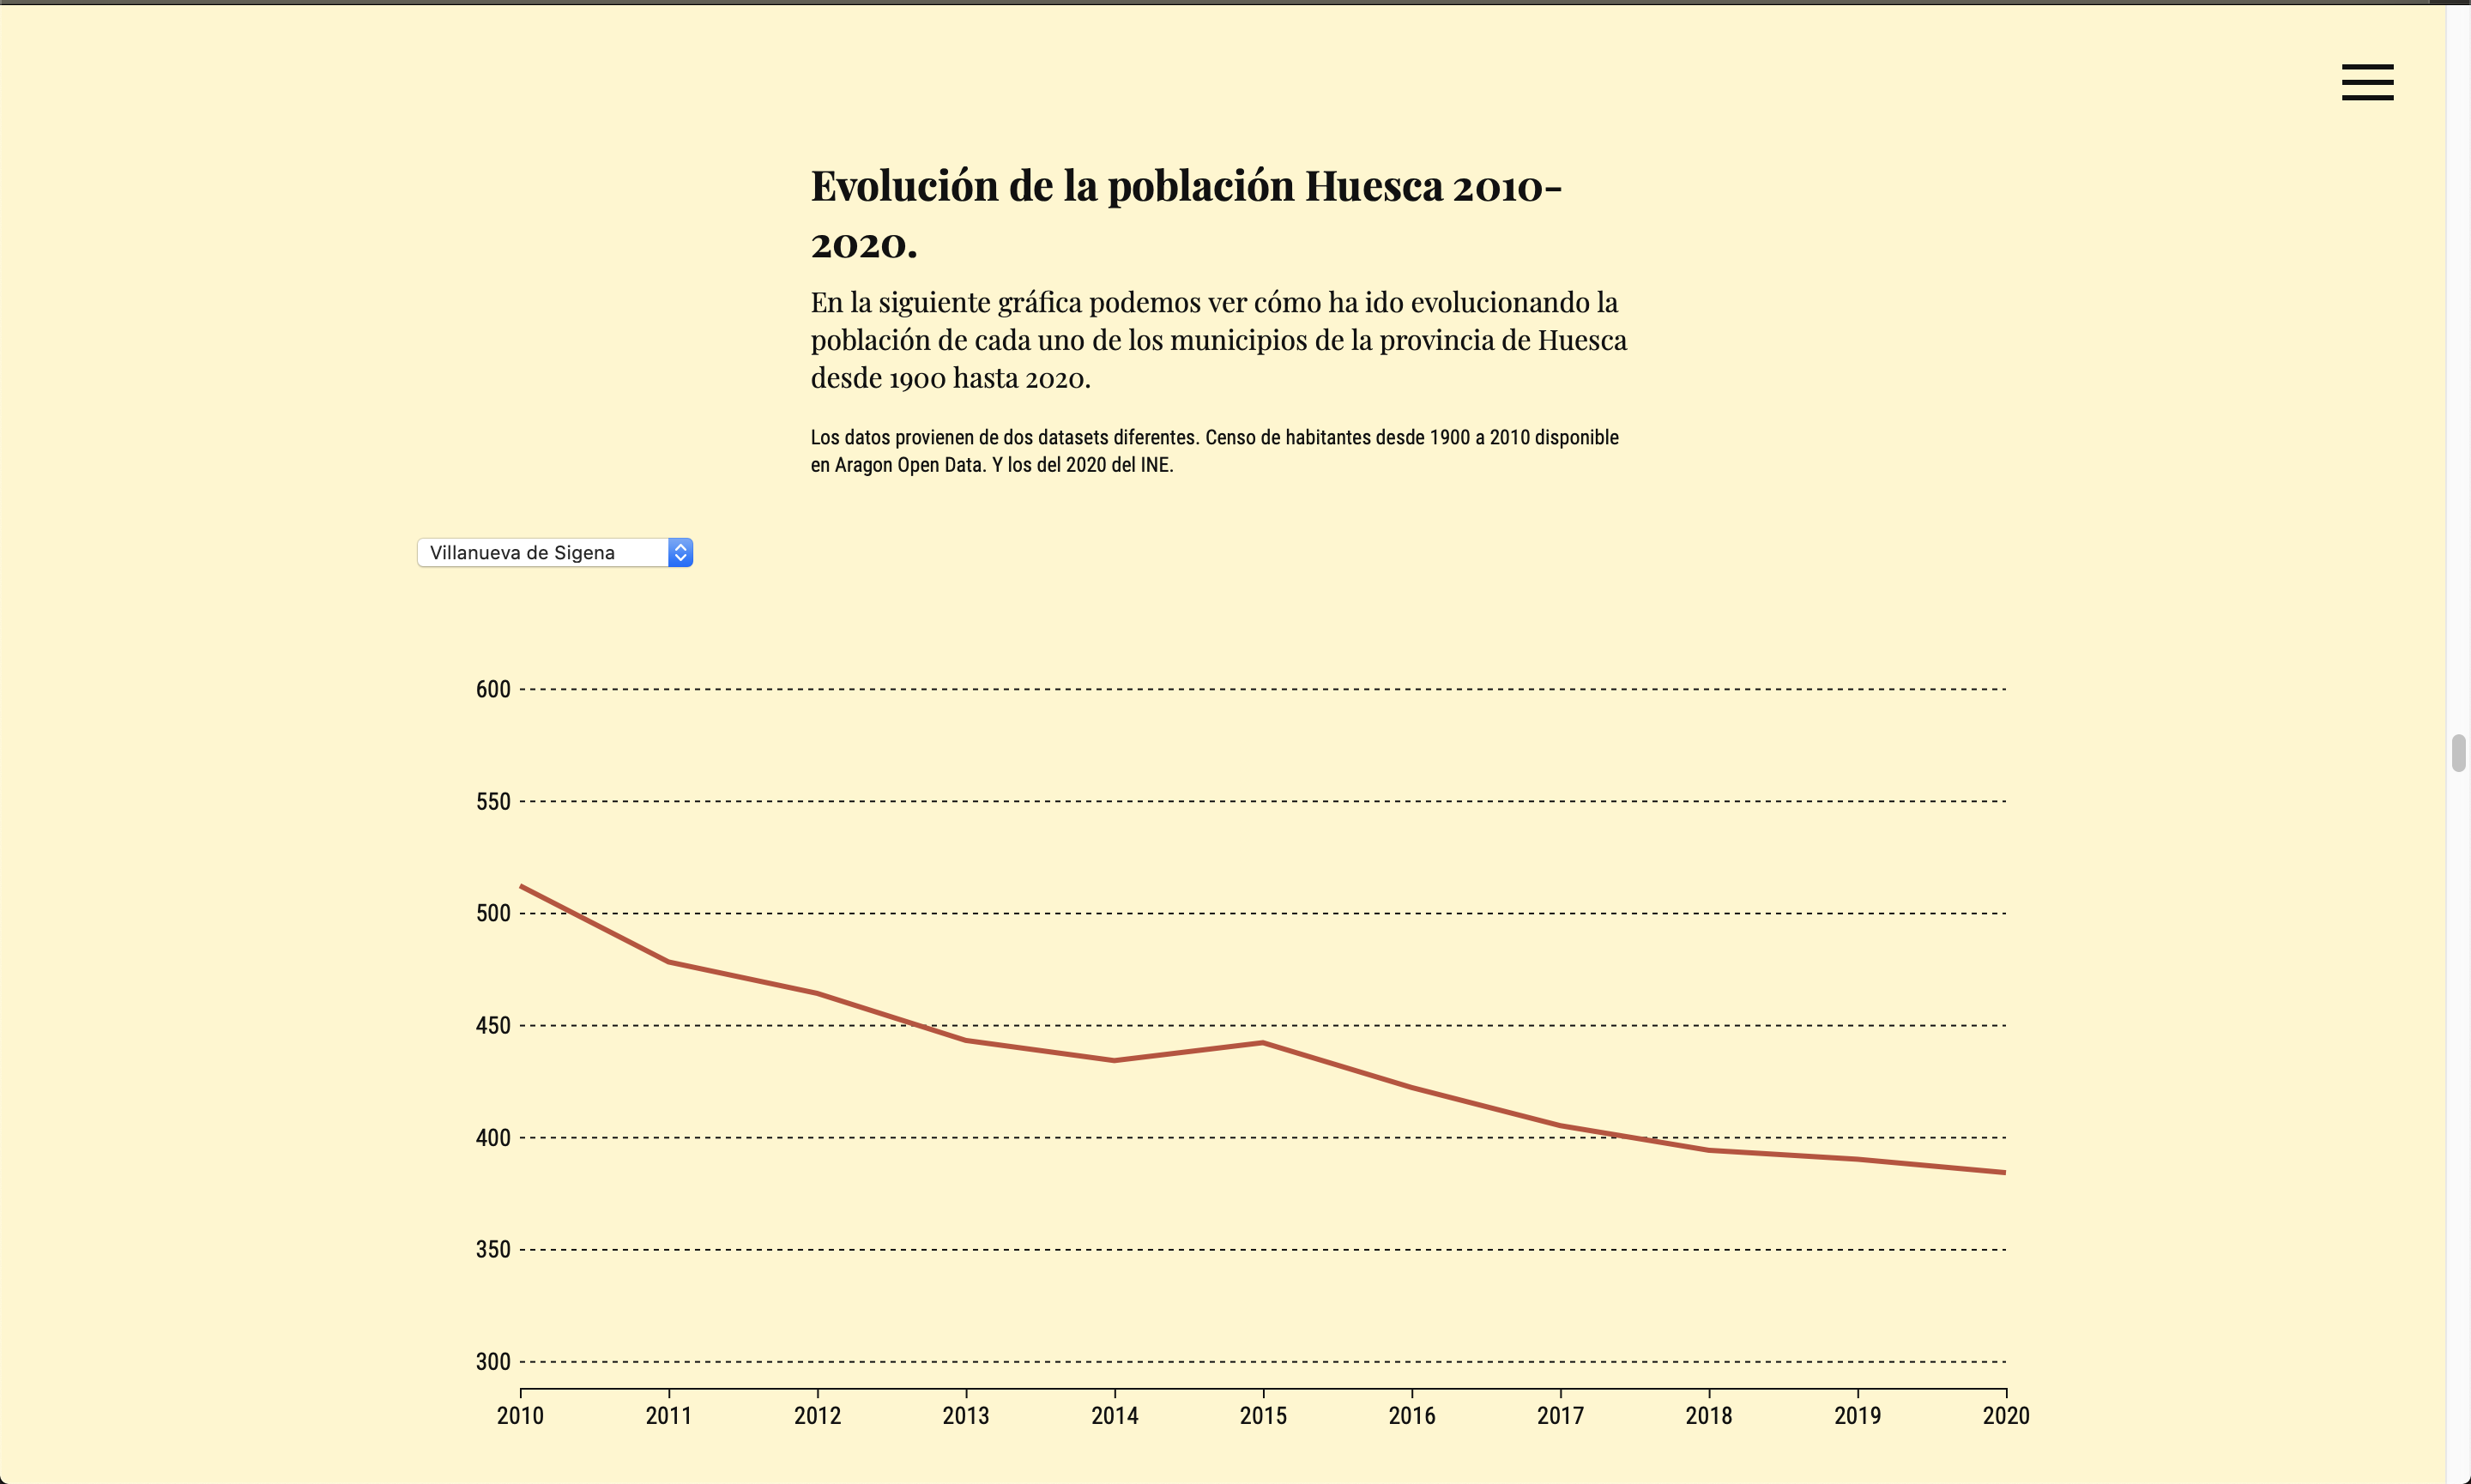 Evolución de la población Huesca 2010-
2020.
En la siguiente gráfica podemos ver cómo ha ido evolucionando la
población de cada uno de los municipios de la provincia de Huesca
desde 1900 hasta 2020.
Los datos provienen de dos datasets diferentes. Censo de habitantes desde 1900 a 2010 disponible
en Aragon Open Data. Y los del 2020 del INE.
Villanueva de Sigena
600
550
500
450
400
350
300
2010 2011 2012 2013 2014 2015 2016 2017 2018 2019 2020